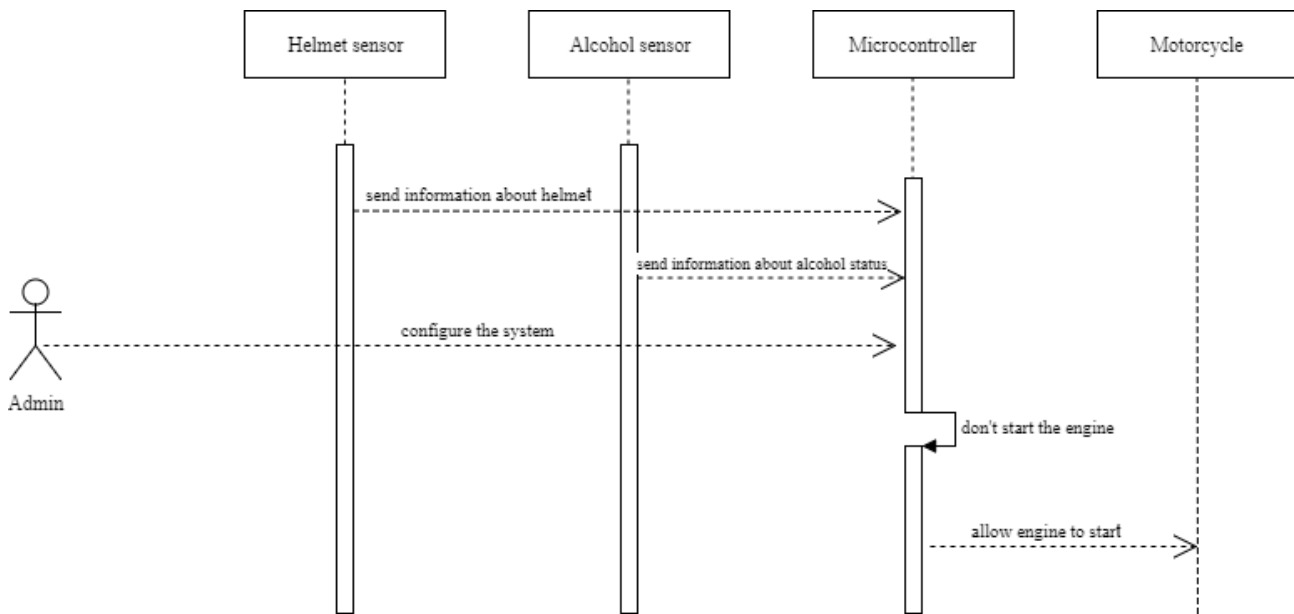 Helmet sensor
Alcohol sensor
Microcontroller
Motorcycle
send information about helmet
send information about alcohol status
configure the system
Admin
don't start the engine
allow engine to start